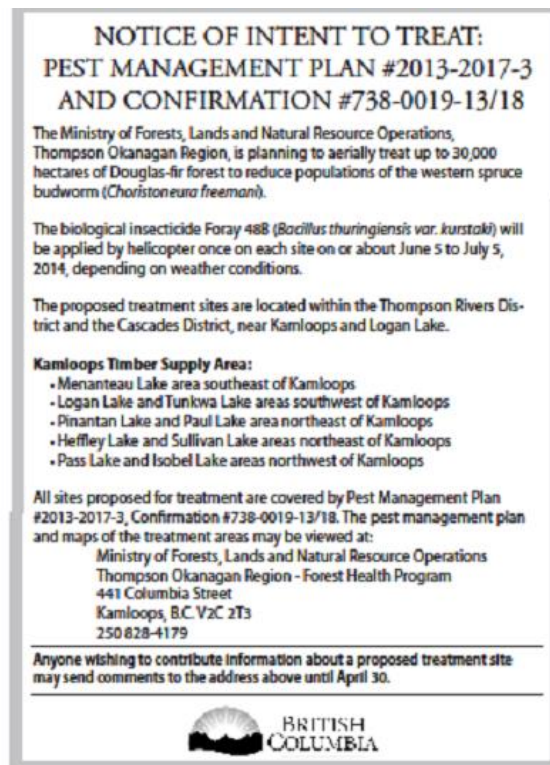 NOTICE OF INTENT TO TREAT:
PEST MANAGEMENT PLAN #2013-2017-3
AND CONFIRMATION #738-0019-13/18
The Ministry of Forests, Lands and Natural Resource Operations,
Thompson Okanagan Region, is planning to aerially treat up to 30,000
hectares of Douglas-fir forest to reduce populations of the western spruce
budworm (Choristoneura freemani).
The biological insecticide Foray 48B (Bacillus thuringiensis var. kurstaki) will
be applied by helicopter once on each site on or about June 5 to July 5,
2014, depending on weather conditions.
The proposed treatment sites are located within the Thompson Rivers Dis-
trict and the Cascades District, near Kamloops and Logan Lake.
Kamloops Timber Supply Area:
• Menanteau Lake area southeast of Kamloops
• Logan Lake and Tunkwa Lake areas southwest of Kamloops
• Pinantan Lake and Paul Lake area northeast of Kamloops
• Heffley Lake and Sullivan Lake areas northeast of Kamloops
• Pass Lake and Isobel Lake areas northwest of Kamloops
All sites proposed for treatment are covered by Pest Management Plan
#2013-2017-3, Confirmation #738-0019-13/18. The pest management plan
and maps of the treatment areas may be viewed at:
Ministry of Forests, Lands and Natural Resource Operations
Thompson Okanagan Region - Forest Health Program
441 Columbia Street
Kamloops, B.C. V2C 2T3
250 828-4179
Anyone wishing to contribute information about a proposed treatment site
may send comments to the address above until April 30.
BRITISH
COLUMBIA